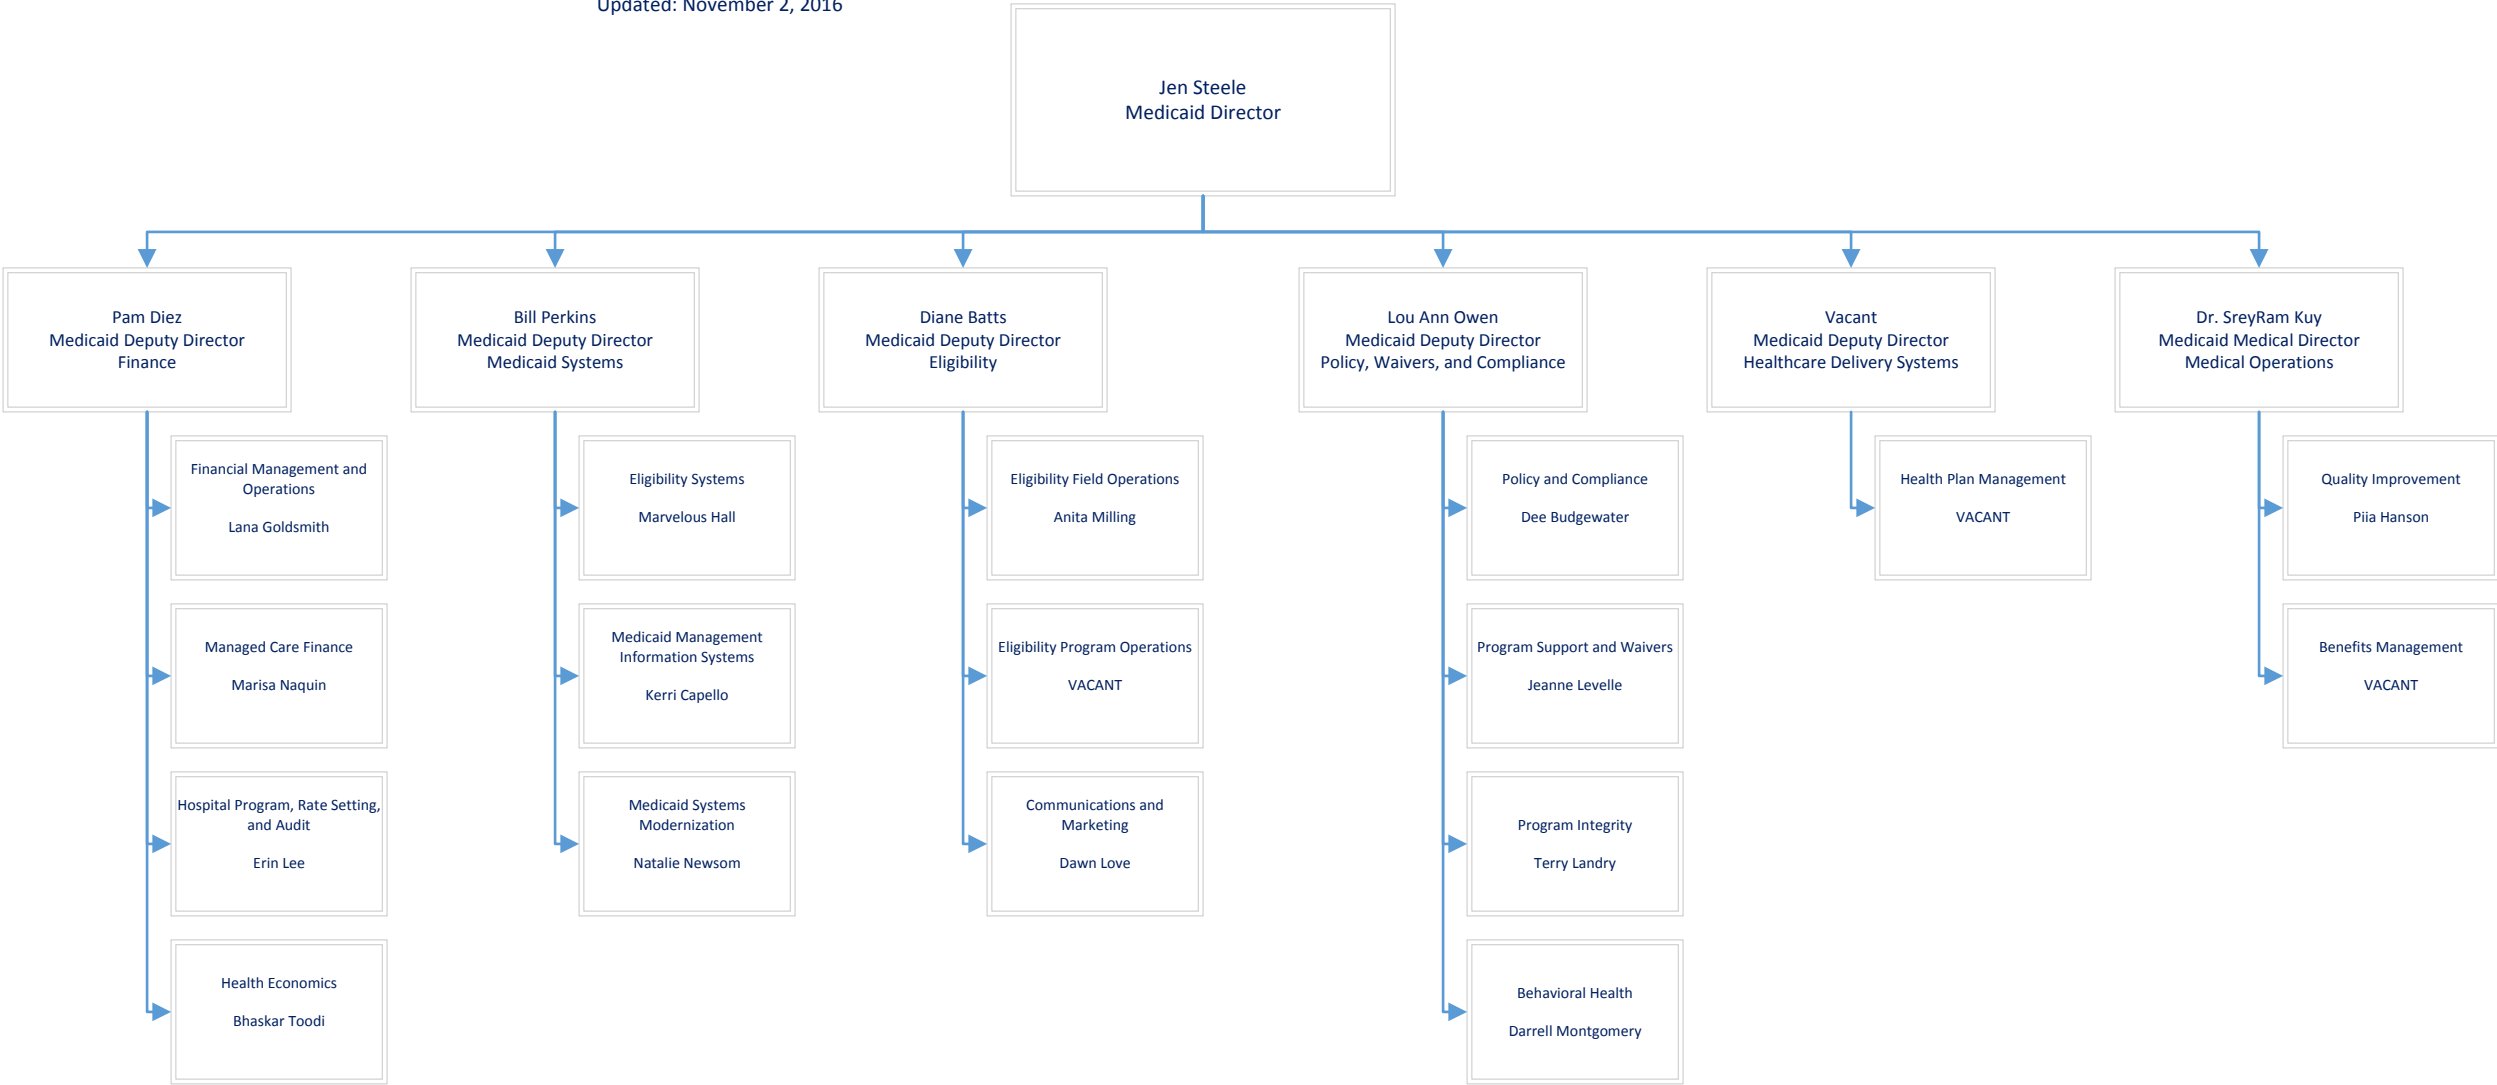 Updated: November 2, 2016
Jen Steele
Medicaid Director
Pam Diez
Medicaid Deputy Director
Finance
Bill Perkins
Medicaid Deputy Director
Medicaid Systems
Diane Batts
Medicaid Deputy Director
Eligibility
Lou Ann Owen
Medicaid Deputy Director
Policy, Waivers, and Compliance
Vacant
Medicaid Deputy Director
Healthcare Delivery Systems
Dr. SreyRam Kuy
Medicaid Medical Director
Medical Operations
Financial Management and
Operations
Lana Goldsmith
Eligibility Systems
Marvelous Hall
Eligibility Field Operations
Anita Milling
Policy and Compliance
Dee Budgewater
Health Plan Management
VACANT
Quality Improvement
Piia Hanson
Managed Care Finance
Marisa Naquin
Medicaid Management
Information Systems
Kerri Capello
Eligibility Program Operations
VACANT
Program Support and Waivers
Jeanne Levelle
Benefits Management
VACANT
Hospital Program, Rate Setting,
and Audit
Erin Lee
Medicaid Systems
Modernization
Natalie Newsom
Communications and
Marketing
Dawn Love
Program Integrity
Terry Landry
Health Economics
Bhaskar Toodi
Behavioral Health
Darrell Montgomery